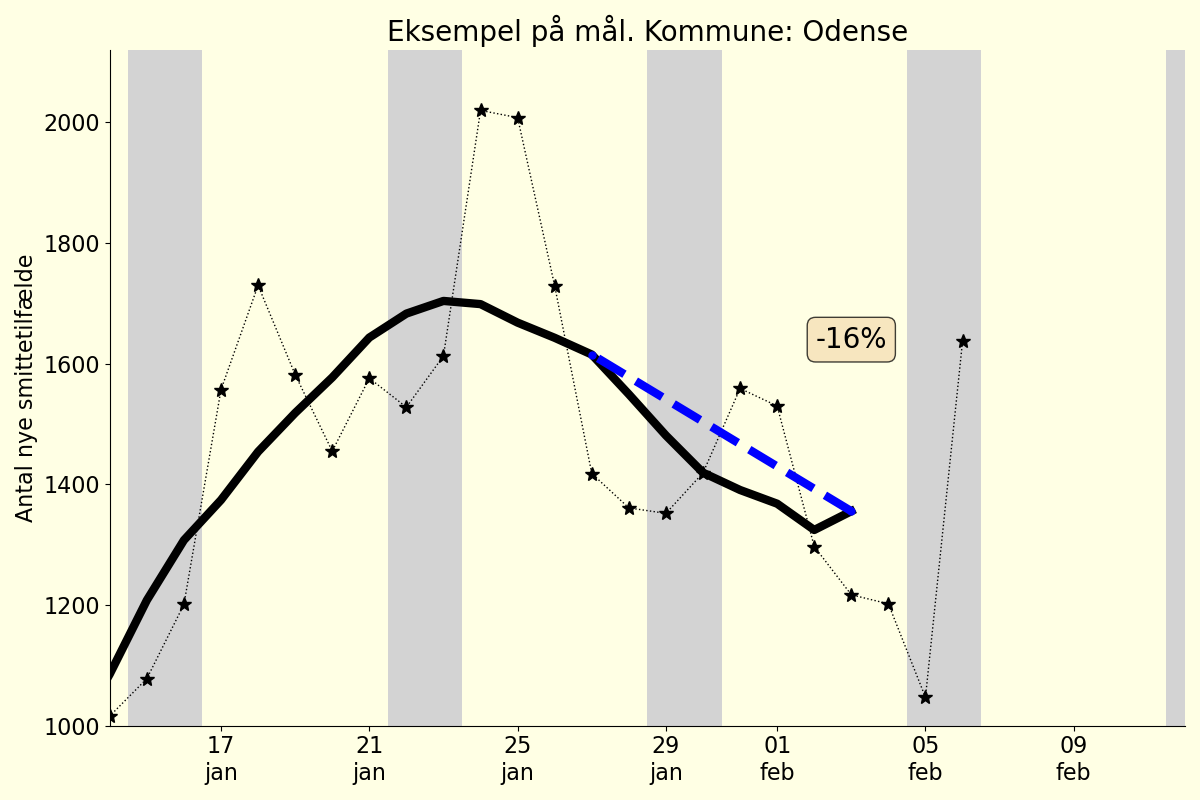 Eksempel på mål. Kommune: Odense
Antal nye smittetilfælde
2000
1800
1600
1400
1200
1000
-16%
17
jan
21
jan
25
jan
29
jan
01
feb
05
feb
09
feb